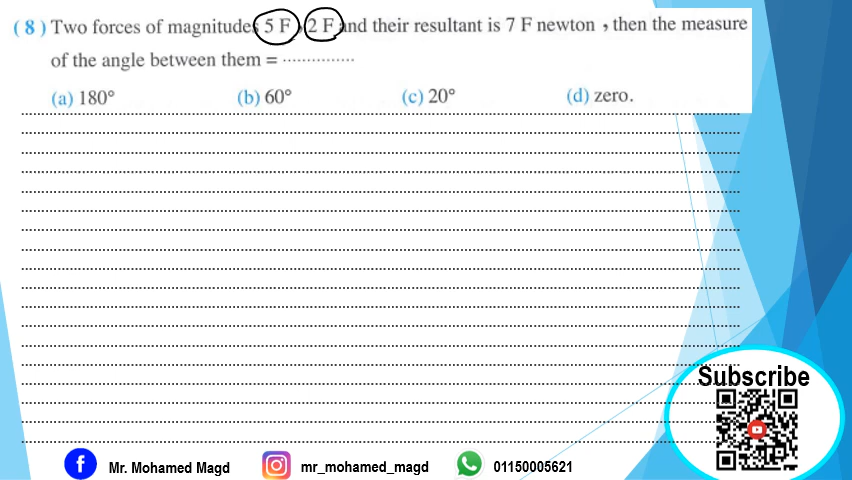 ( 8 ) Two forces of magnitudes 5 F , 2 F and their resultant is 7 F newton , then the measure
of the angle between them = ...............
(a) 180° (b) 60° (c) 20° (d) zero.
Subscribe
Mr. Mohamed Magd mr_mohamed_magd 01150005621